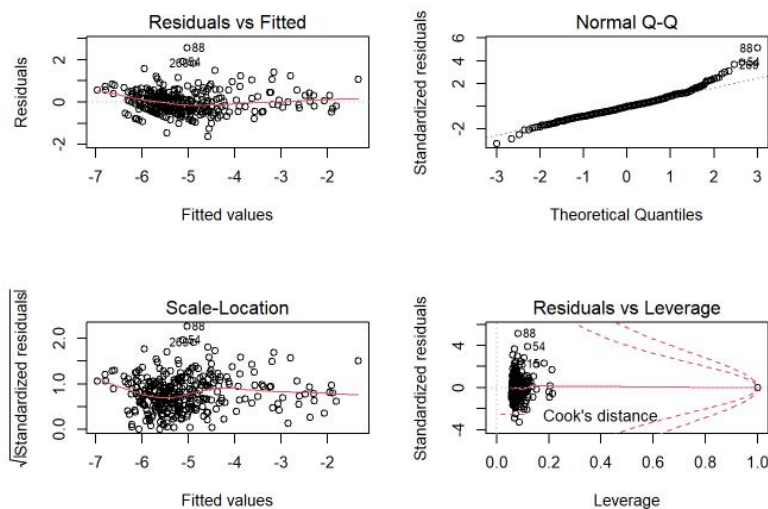 Residuals vs Fitted
Residuals
2
0
-2
88
54
-7 -6 -5 -4 -3 -2
Fitted values
Normal Q-Q
Standardized residuals
6
4
2
-2
88
54
-3 -2 -1 0 1 2 3
Theoretical Quantiles
Scale-Location
√|Standardized residuals|
2.0
1.0
0.0
88
54
-7 -6 -5 -4 -3 -2
Fitted values
Residuals vs Leverage
Standardized residuals
4
0
-4
88
54
Cook's distance
0.0 0.2 0.4 0.6 0.8 1.0
Leverage